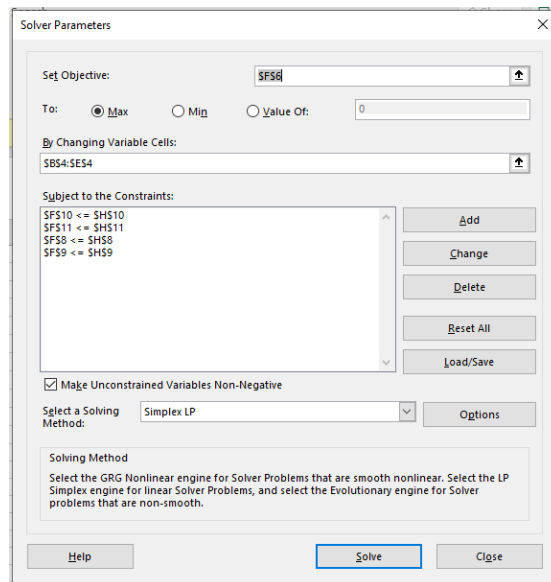 Solver Parameters
Set Objective:
$F$6
To:
Max
Min
Value Of:
0
By Changing Variable Cells:
$B$4:$E$4
Subject to the Constraints:
$F$10 <= $H$10
$F$11 <= $H$11
$F$8 <= $H$8
$F$9 <= $H$9
Add
Change
Delete
Reset All
Load/Save
Make Unconstrained Variables Non-Negative
Select a Solving
Method:
Simplex LP
Options
Solving Method
Select the GRG Nonlinear engine for Solver Problems that are smooth nonlinear. Select the LP
Simplex engine for linear Solver Problems, and select the Evolutionary engine for Solver
problems that are non-smooth.
Help
Solve
Close